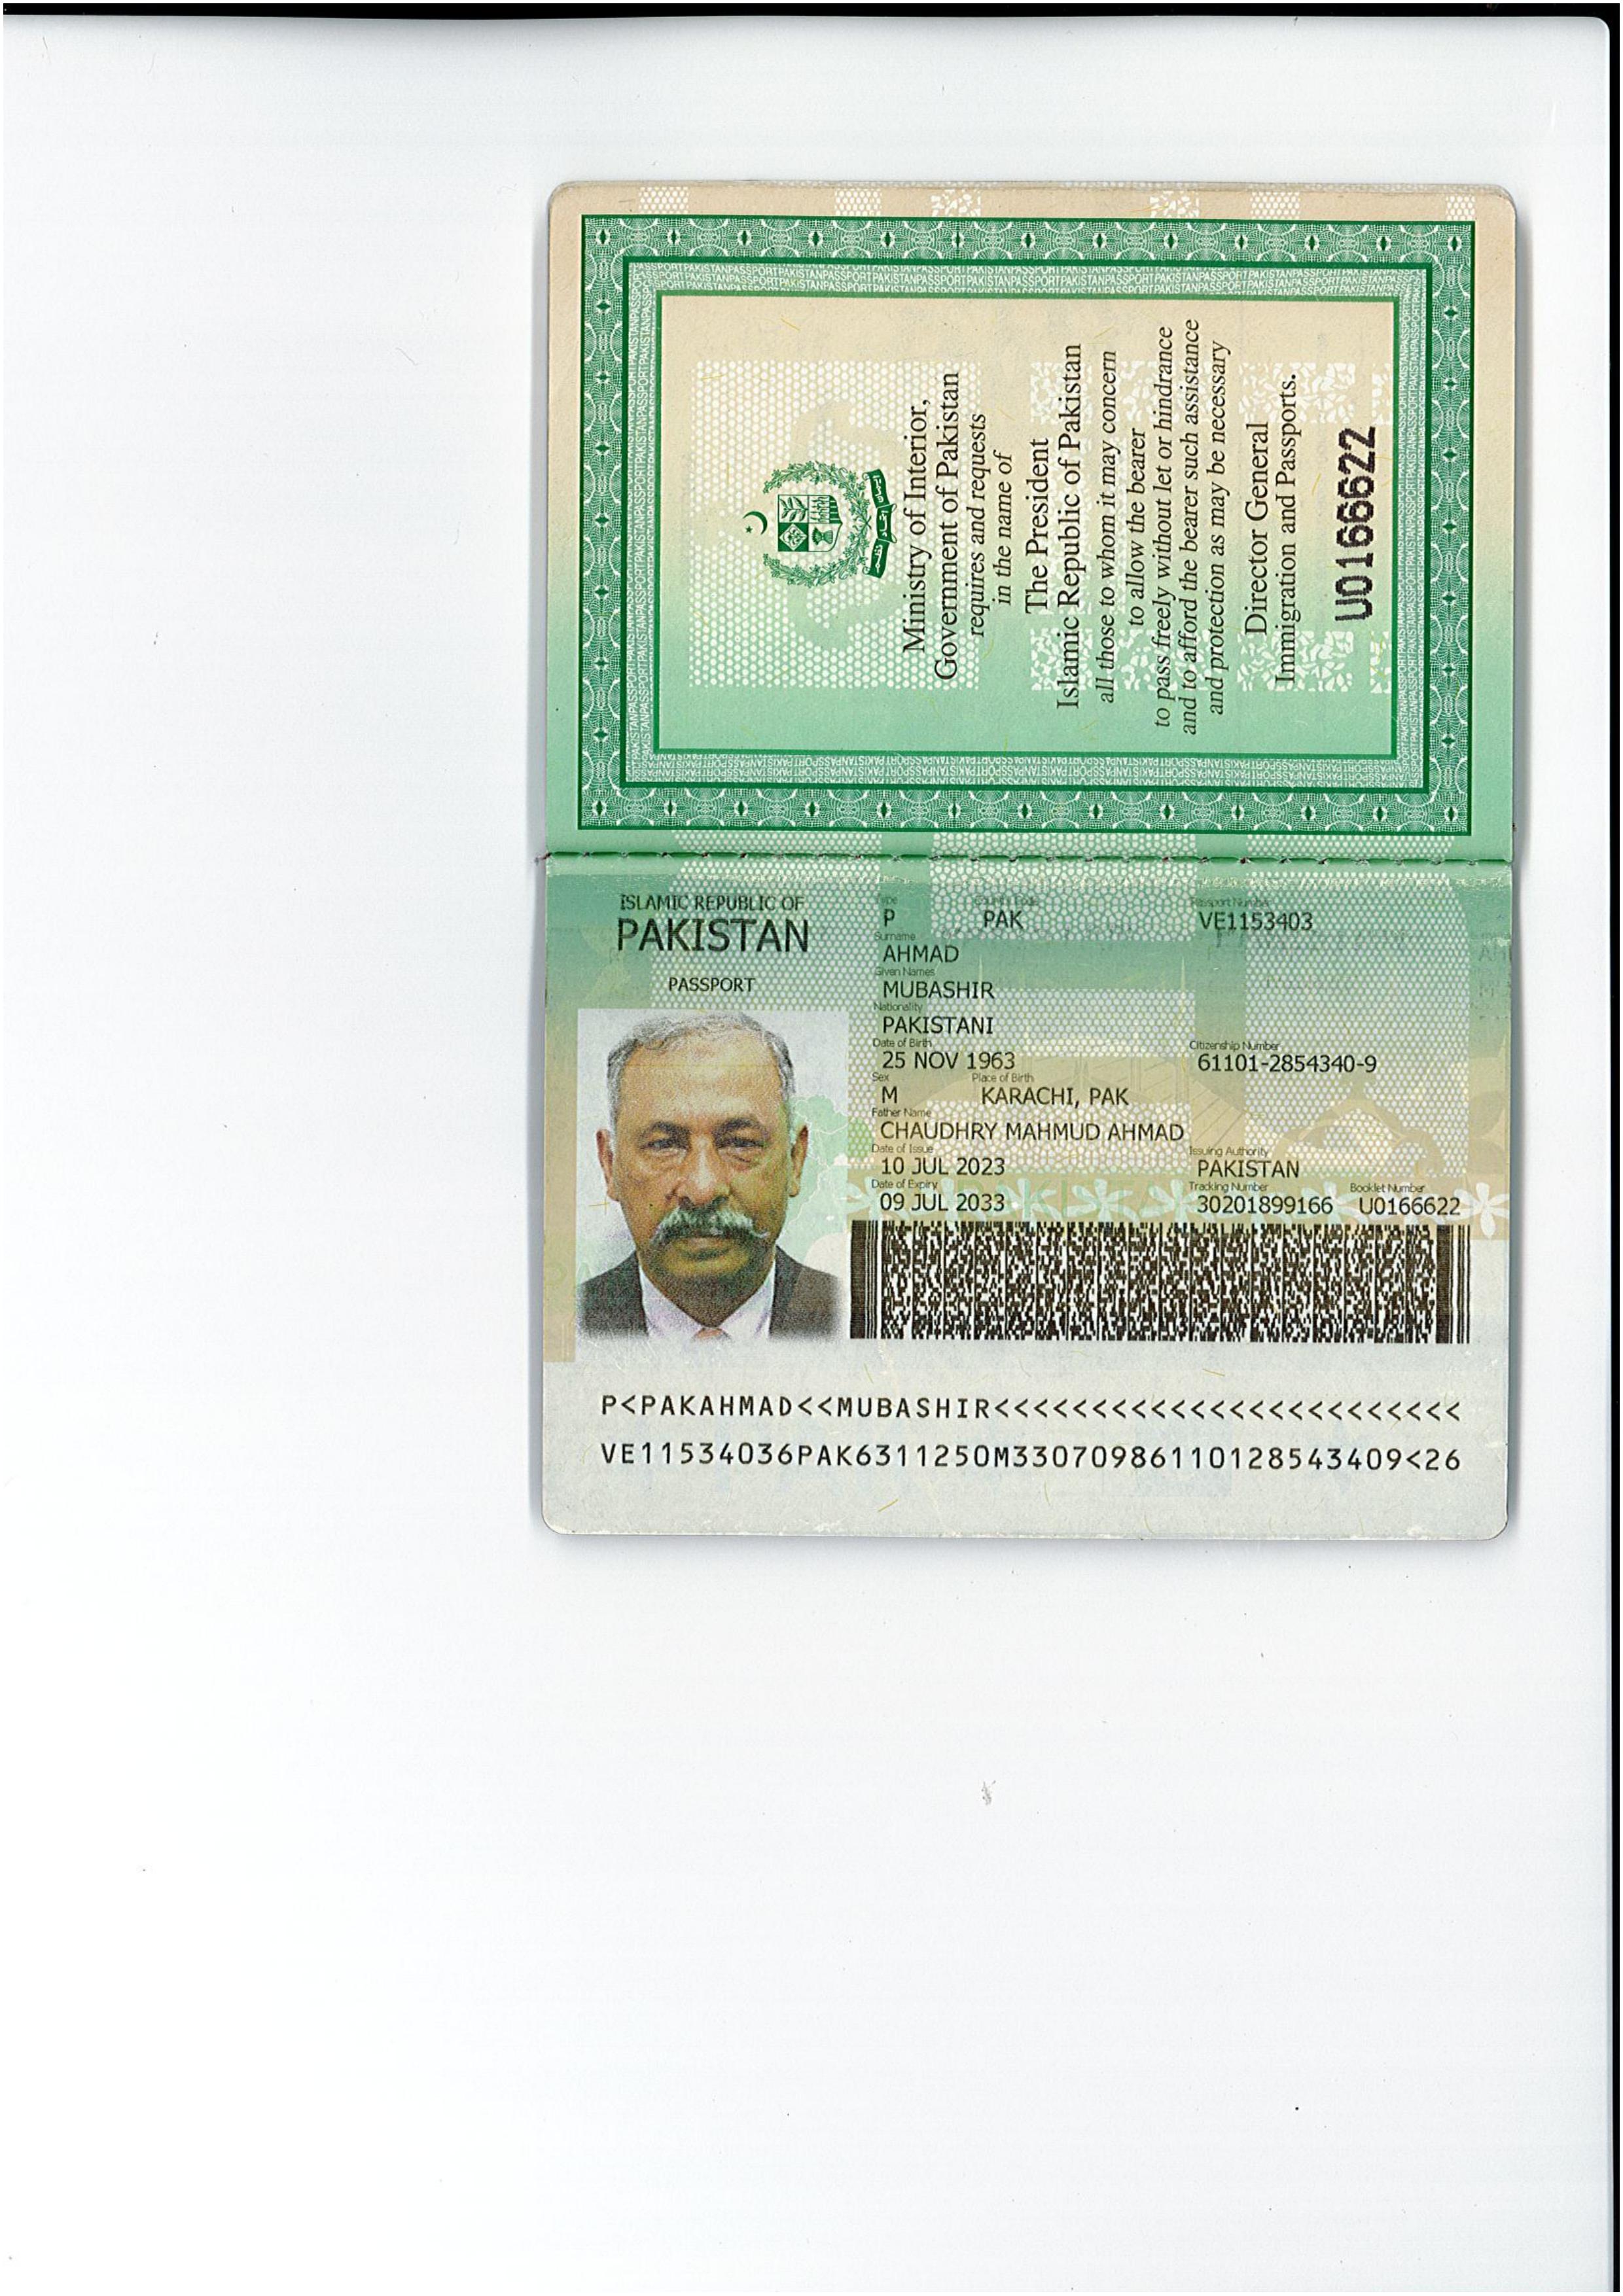 Ministry of Interior,
Government of Pakistan
requires and requests
in the name of
The President
Islamic Republic of Pakistan
all those to whom it may concern
to allow the bearer
to pass freely without let or hindrance
and to afford the bearer such assistance
and protection as may be necessary
Director General
Immigration and Passports.
U0166622
ISLAMIC REPUBLIC OF
PAKISTAN
PASSPORT
Type Country Code Passport Number
P PAK VE1153403
Surname
AHMAD
Given Names
MUBASHIR
Nationality
PAKISTANI
Date of Birth Citizenship Number
25 NOV 1963 61101-2854340-9
Sex Place of Birth
M KARACHI, PAK
Father Name
CHAUDHRY MAHMUD AHMAD
Date of Issue Issuing Authority
10 JUL 2023 PAKISTAN
Date of Expiry Tracking Number Booklet Number
09 JUL 2033 30201899166 U0166622
P<PAKAHMAD<<MUBASHIR<<<<<<<<<<<<<<<<<<<<<<<<
VE11534036PAK6311250M33070986110128543409<26